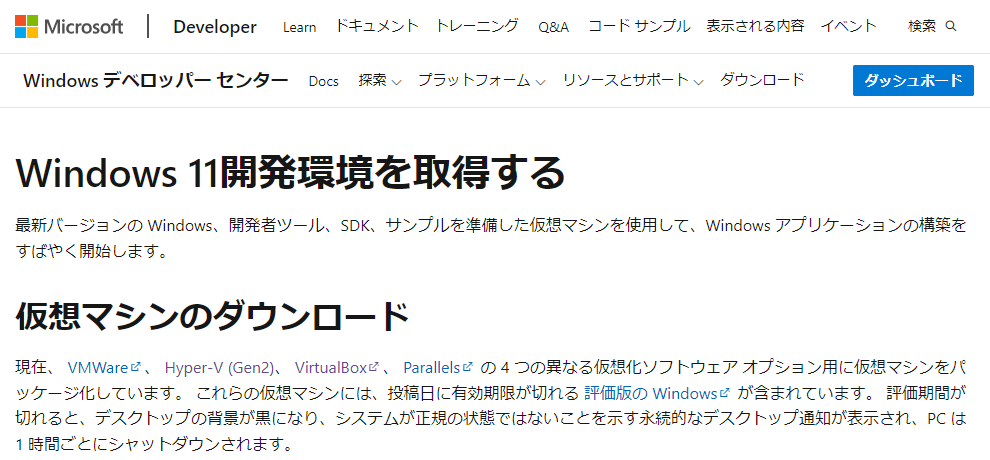 Microsoft Developer Learn ドキュメント トレーニング Q&A コード サンプル 表示される内容 イベント 検索
Windows デベロッパー センター Docs 探索 プラットフォーム リソースとサポート ダウンロード ダッシュボード
Windows 11開発環境を取得する
最新バージョンの Windows、開発者ツール、SDK、サンプルを準備した仮想マシンを使用して、Windows アプリケーションの構築を
すばやく開始します。
仮想マシンのダウンロード
現在、 VMWare 、 Hyper-V (Gen2)、 VirtualBox 、 Parallels の 4 つの異なる仮想化ソフトウェア オプション用に仮想マシンをパ
ッケージ化しています。 これらの仮想マシンには、投稿日に有効期限が切れる 評価版の Windows が含まれています。 評価期間が
切れると、デスクトップの背景が黒になり、システムが正規の状態ではないことを示す永続的なデスクトップ通知が表示され、PC は
1 時間ごとにシャットダウンされます。